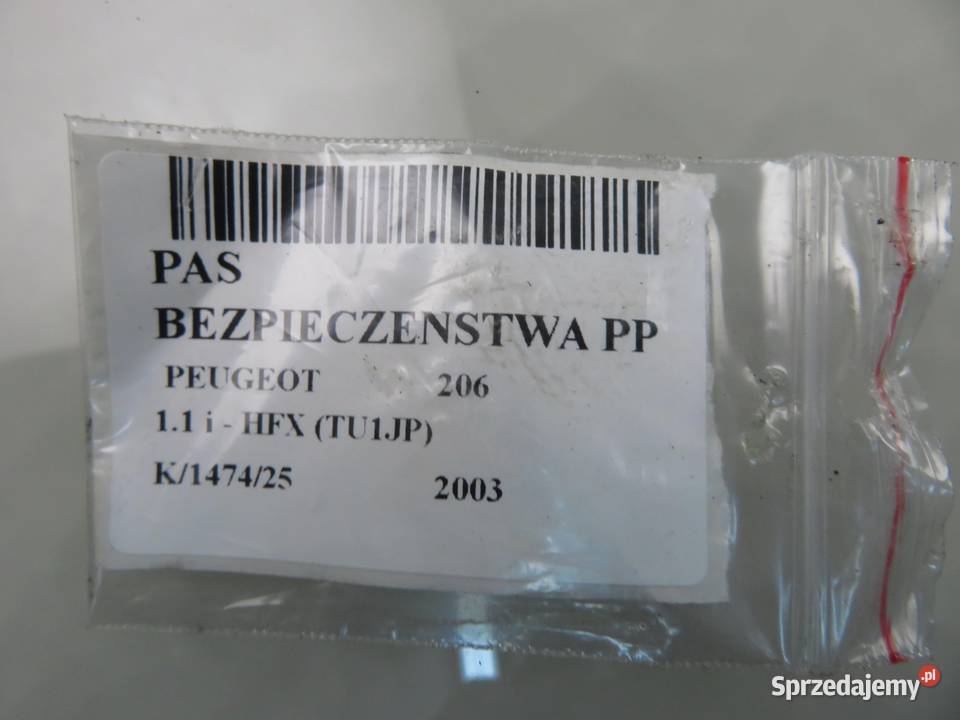 PAS
BEZPIECZENSTWA PP
PEUGEOT 206
1.1 i - HFX (TU1JP)
K/1474/25 2003
Sprzedajemy.pl